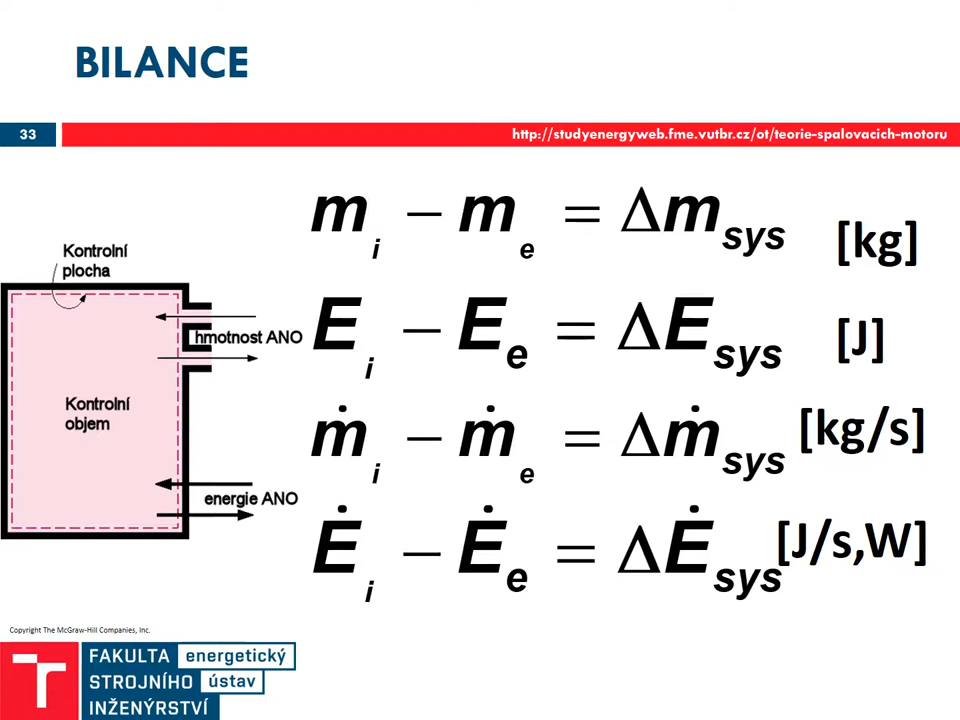 BILANCE
33
http://studyenergyweb.fme.vutbr.cz/ot/teorie-spalovacich-motoru
m_i − m_e = Δm_sys [kg]
Kontrolní
plocha
hmotnost ANO
E_i − E_e = ΔE_sys [J]
Kontrolní
objem
ṁ_i − ṁ_e = Δṁ_sys [kg/s]
energie ANO
Ė_i − Ė_e = ΔĖ_sys [J/s,W]
Copyright The McGraw-Hill Companies, Inc.
FAKULTA energetický
STROJNÍHO ústav
INŽENÝRSTVÍ